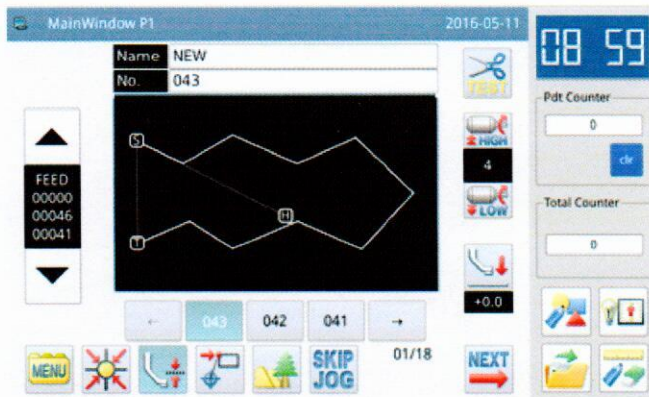 MainWindow P1
2016-05-11
08 59
Name NEW
No. 043
TEST
HIGH
4
LOW
+0.0
FEED
00000
00046
00041
S
H
T
Pdt Counter
0
clr
Total Counter
0
←
043
042
041
→
MENU
SKIP
JOG
01/18
NEXT